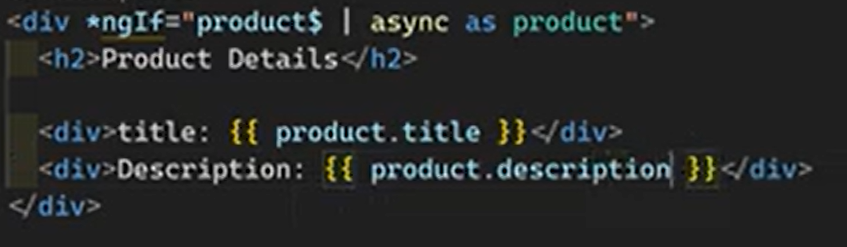 <div *ngIf="product$ | async as product">
<h2>Product Details</h2>
<div>title: {{ product.title }}</div>
<div>Description: {{ product.description }}</div>
</div>